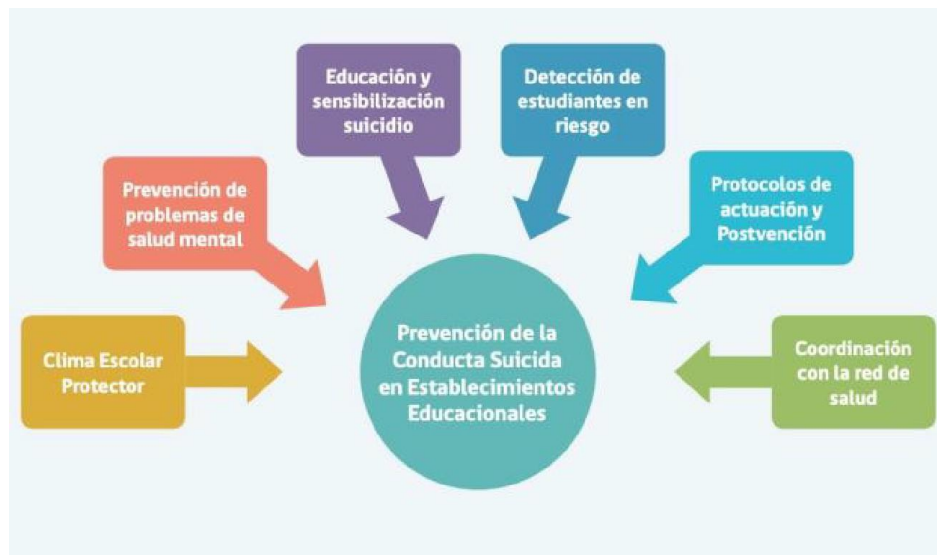 Educación y
sensibilización
suicidio
Detección de
estudiantes en
riesgo
Prevención de
problemas de
salud mental
Protocolos de
actuación y
Postvención
Clima Escolar
Protector
Prevención de la
Conducta Suicida
en Establecimientos
Educacionales
Coordinación
con la red de
salud